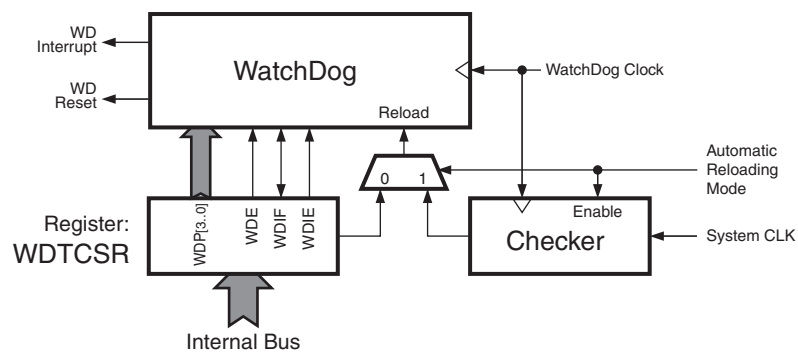 WD
Interrupt
WD
Reset
WatchDog
WatchDog Clock
Reload
0 1
Automatic
Reloading
Mode
Register:
WDTCSR
WDP[3..0]
WDE
WDIF
WDIE
Enable
Checker
System CLK
Internal Bus